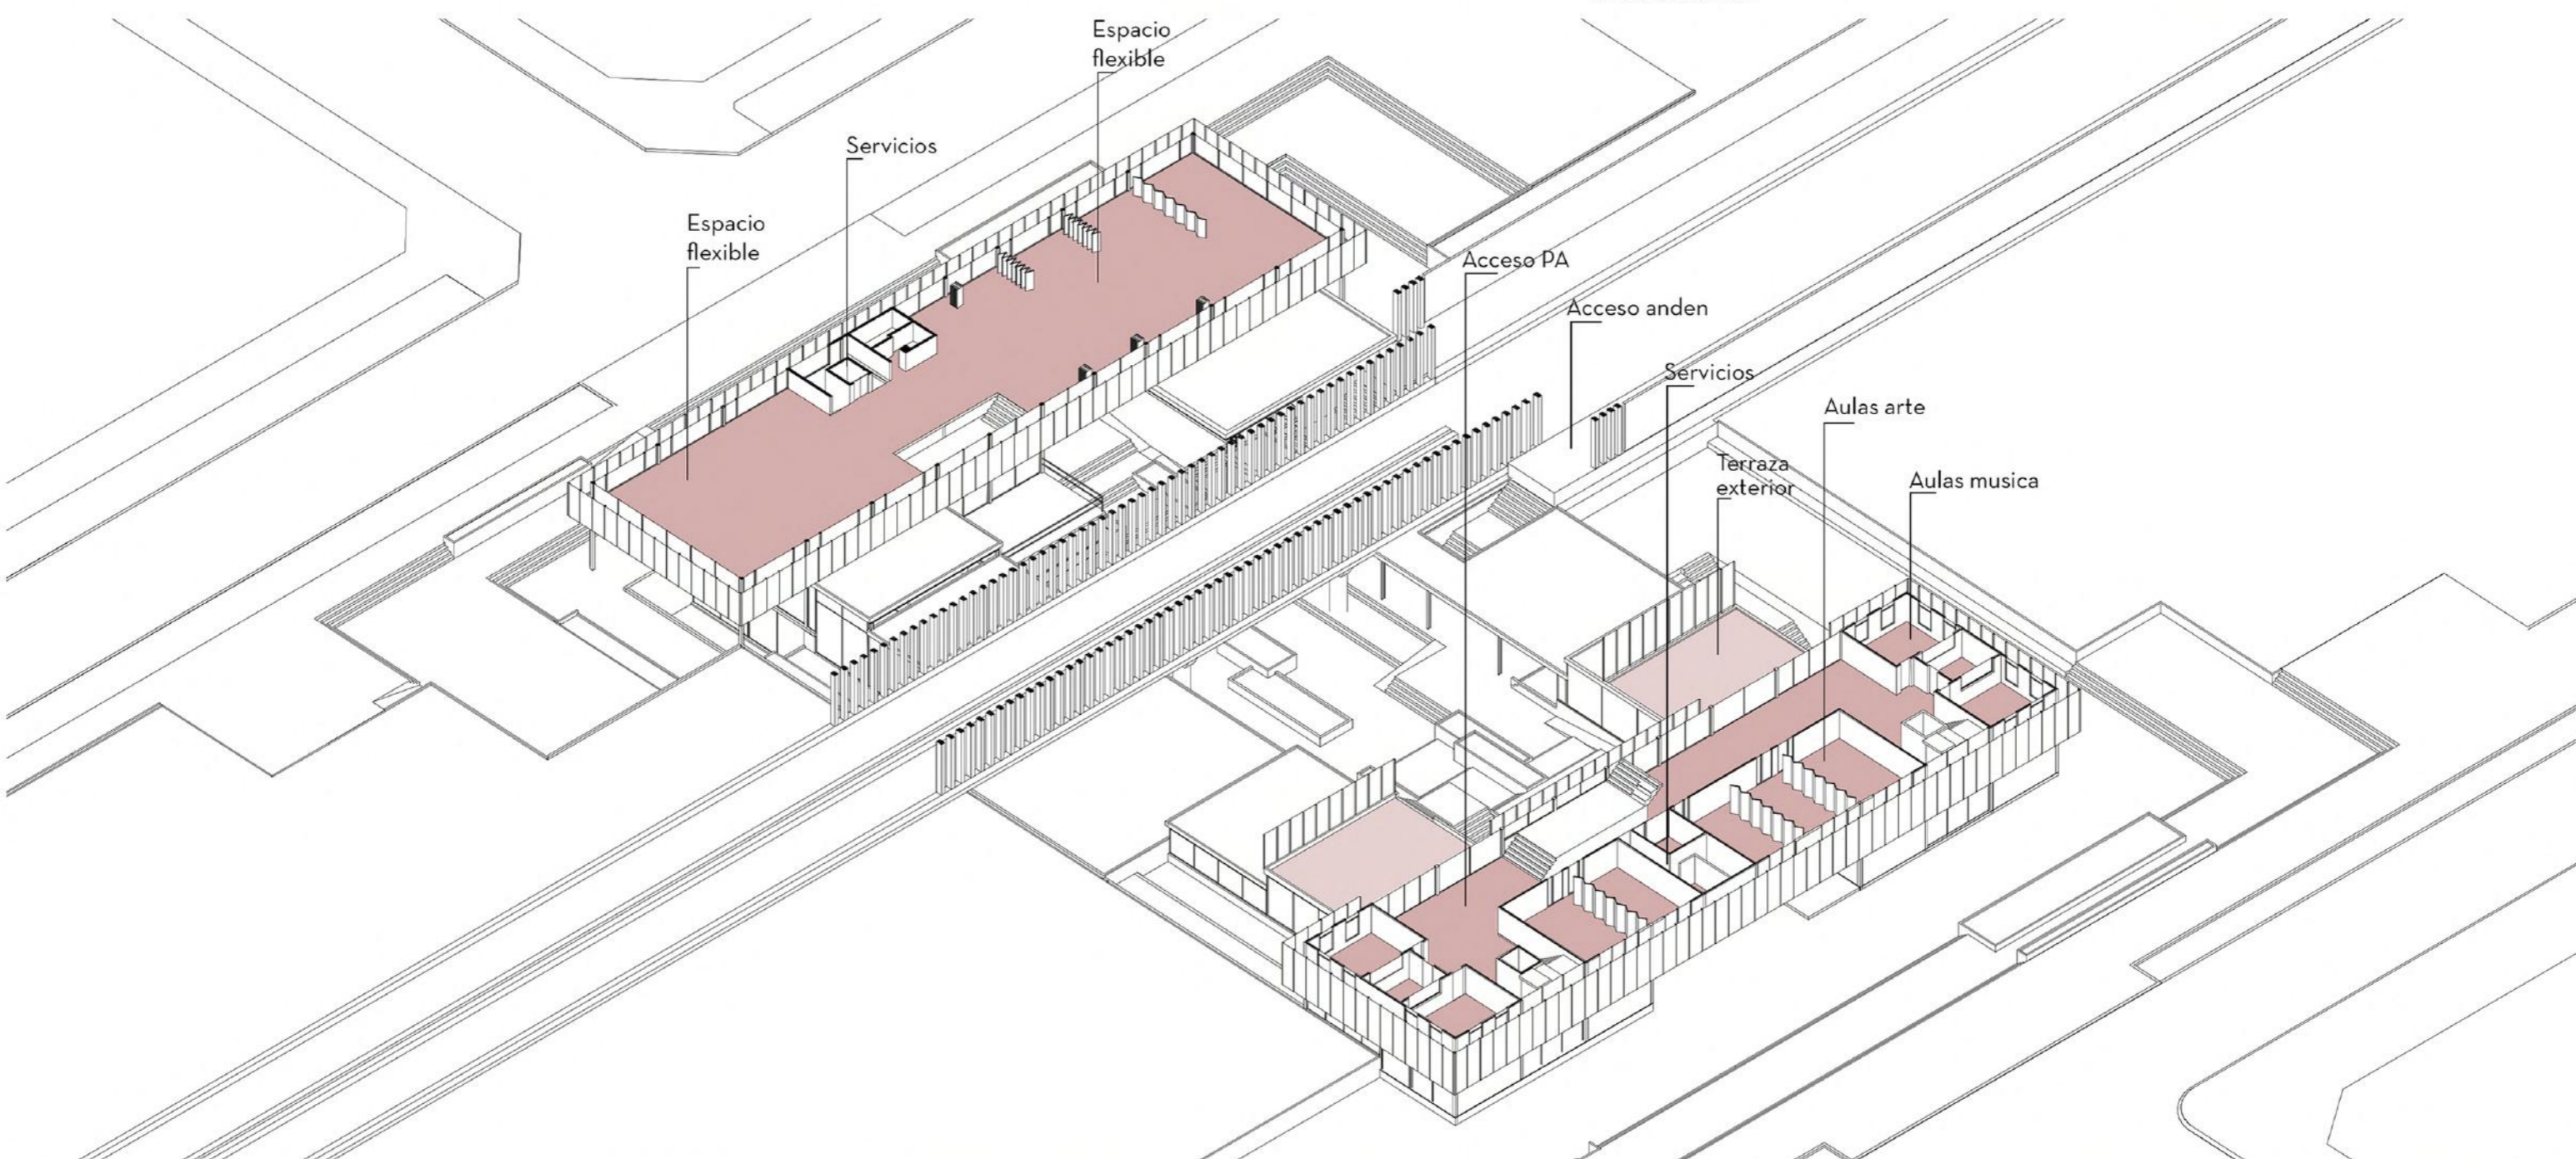 Espacio
flexible
Servicios
Espacio
flexible
Acceso PA
Acceso anden
Servicios
Aulas arte
Terraza
exterior
Aulas musica